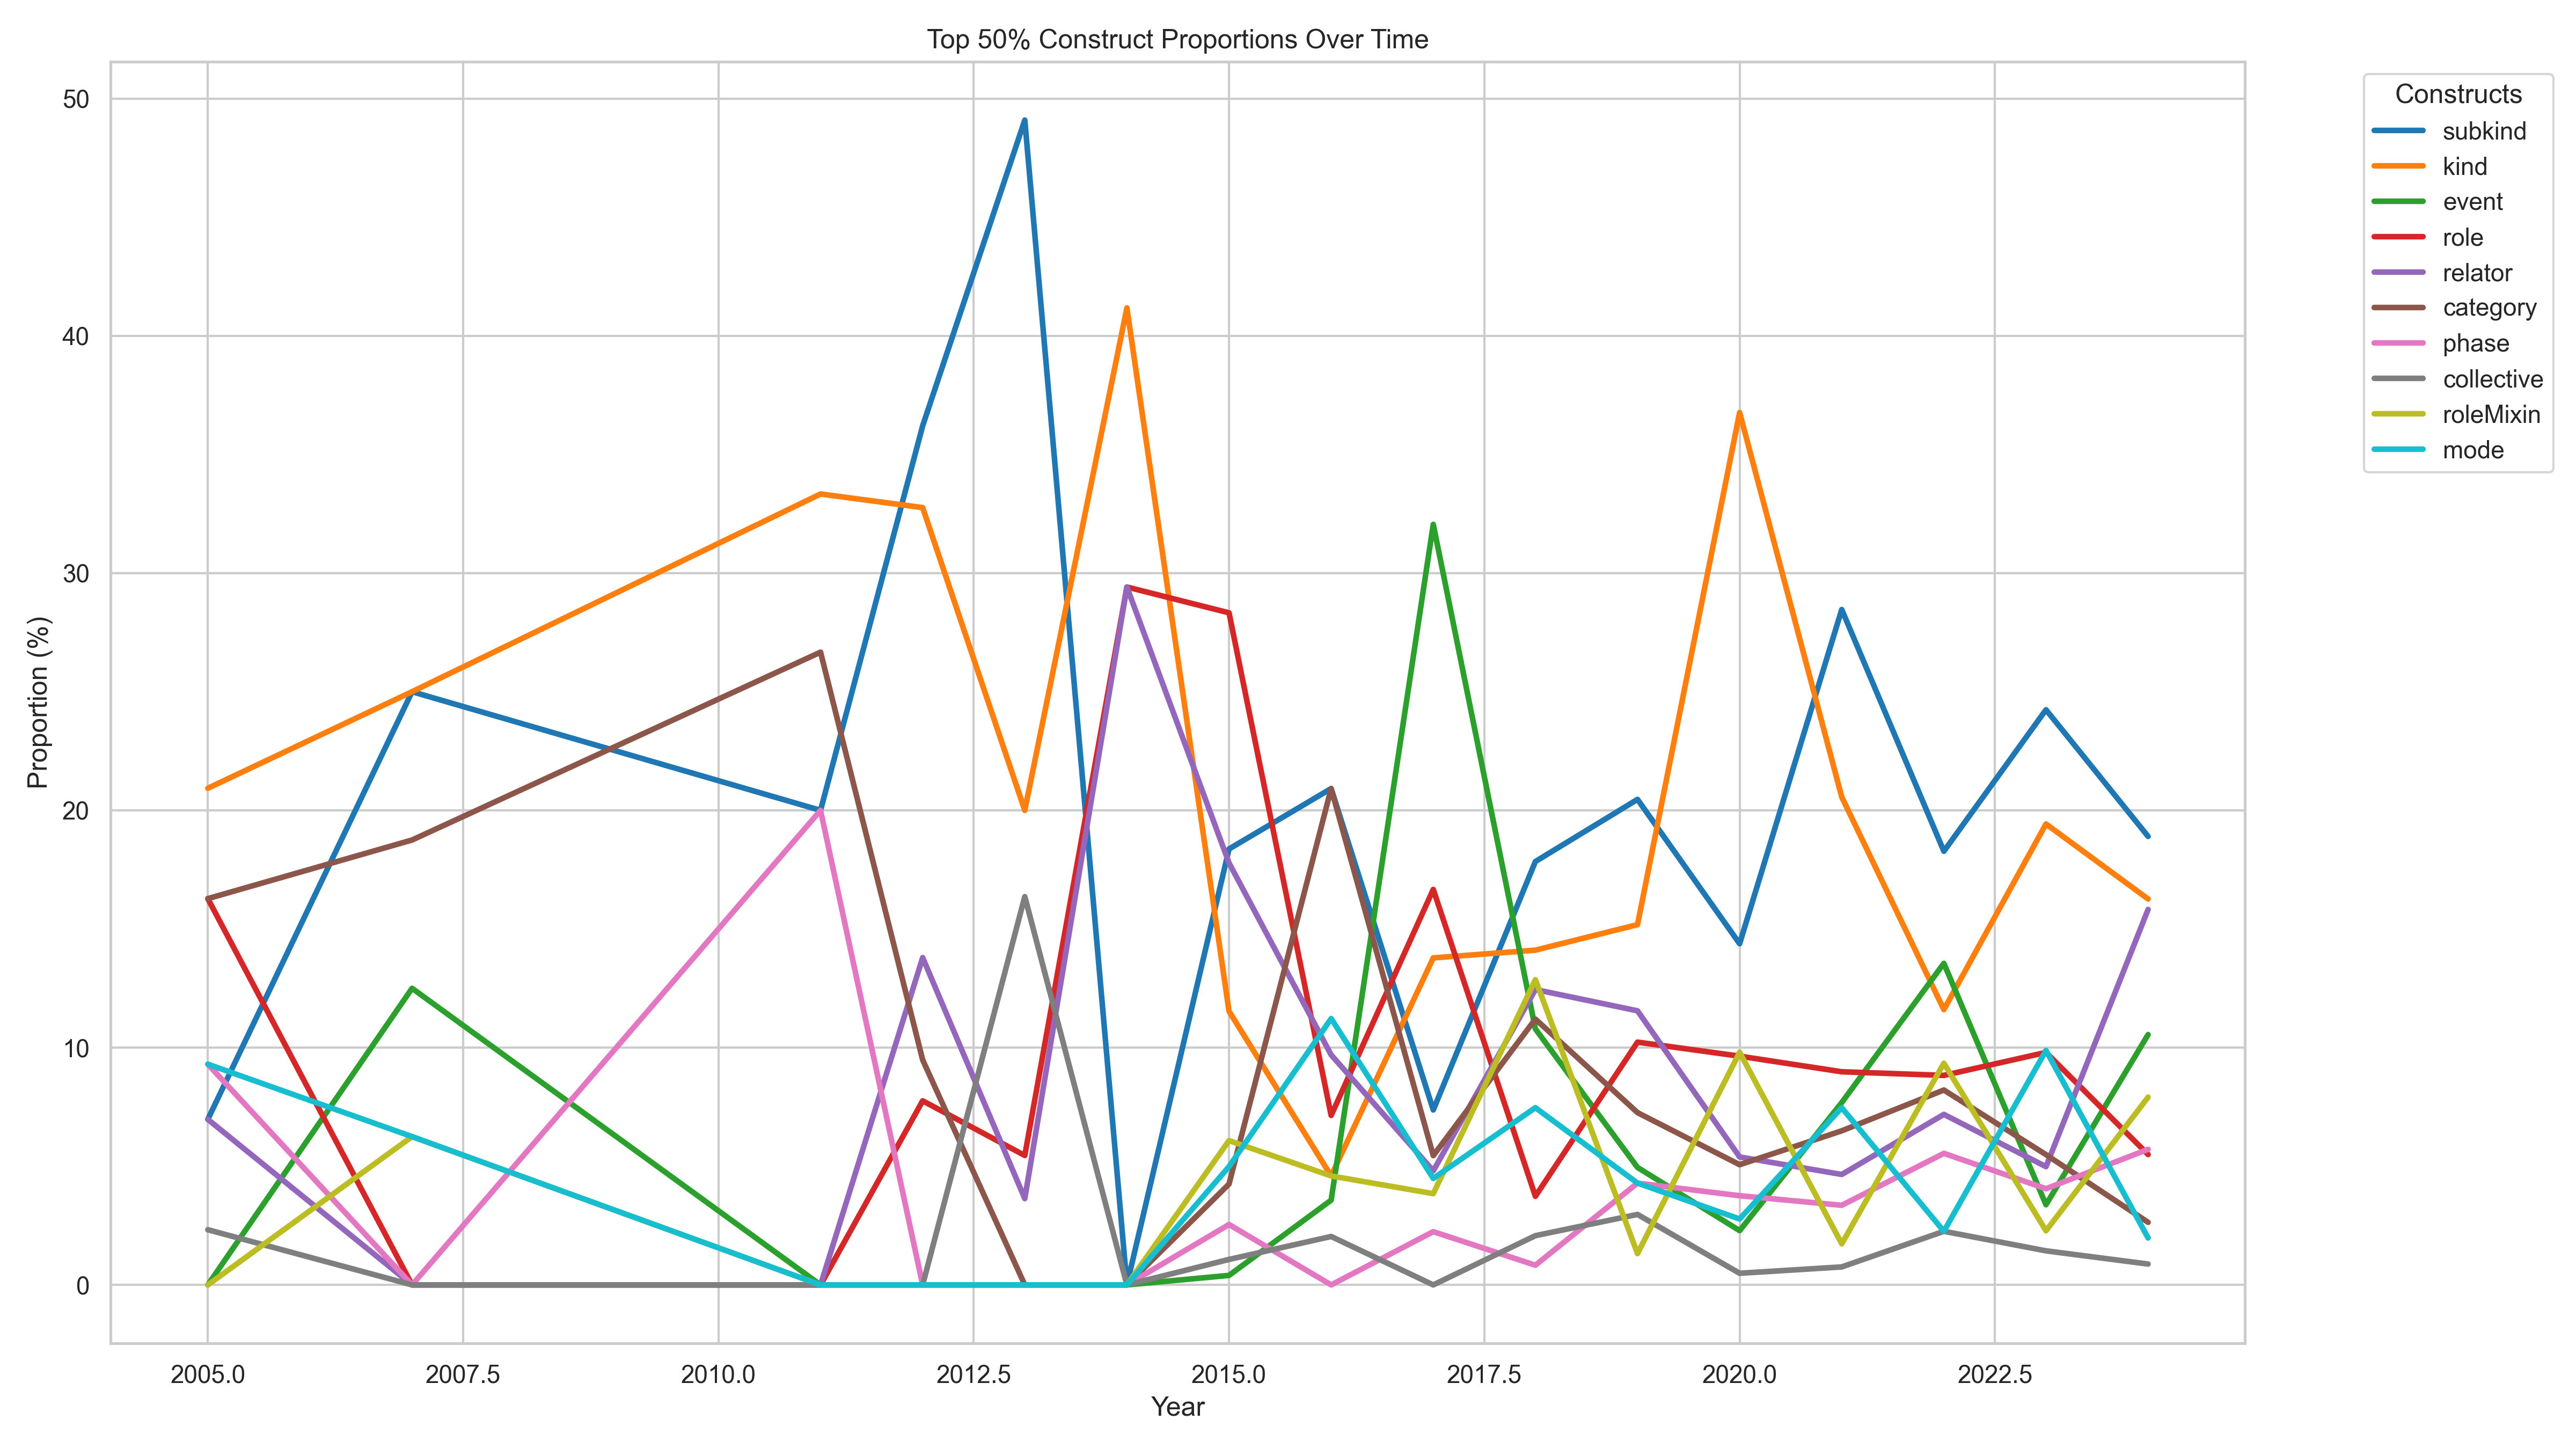 Top 50% Construct Proportions Over Time
50
40
30
20
10
0
Proportion (%)
2005.0 2007.5 2010.0 2012.5 2015.0 2017.5 2020.0 2022.5
Year
Constructs
subkind
kind
event
role
relator
category
phase
collective
roleMixin
mode